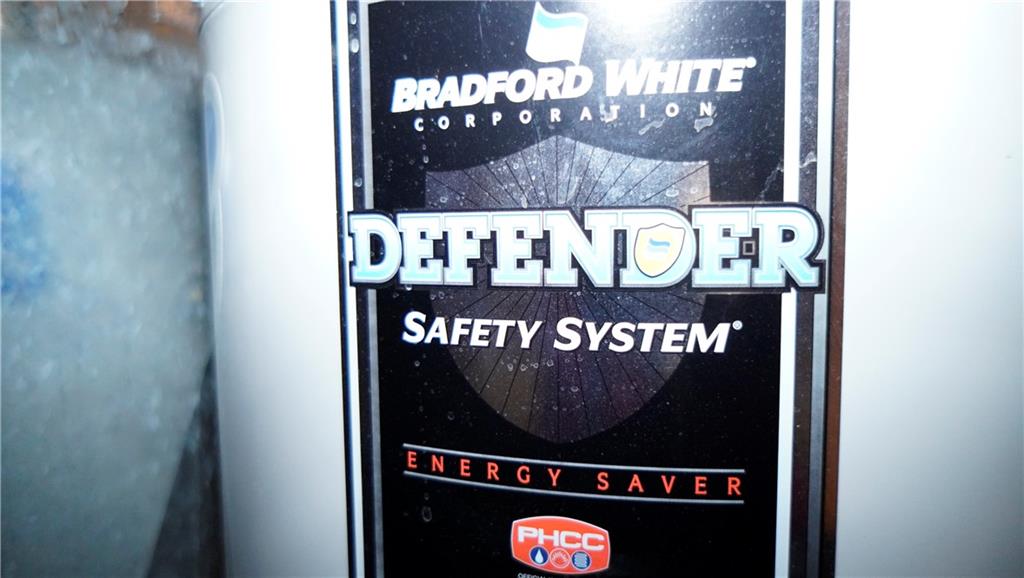 BRADFORD WHITE®
CORPORATION
DEFENDER
SAFETY SYSTEM®
ENERGY SAVER
PHCC